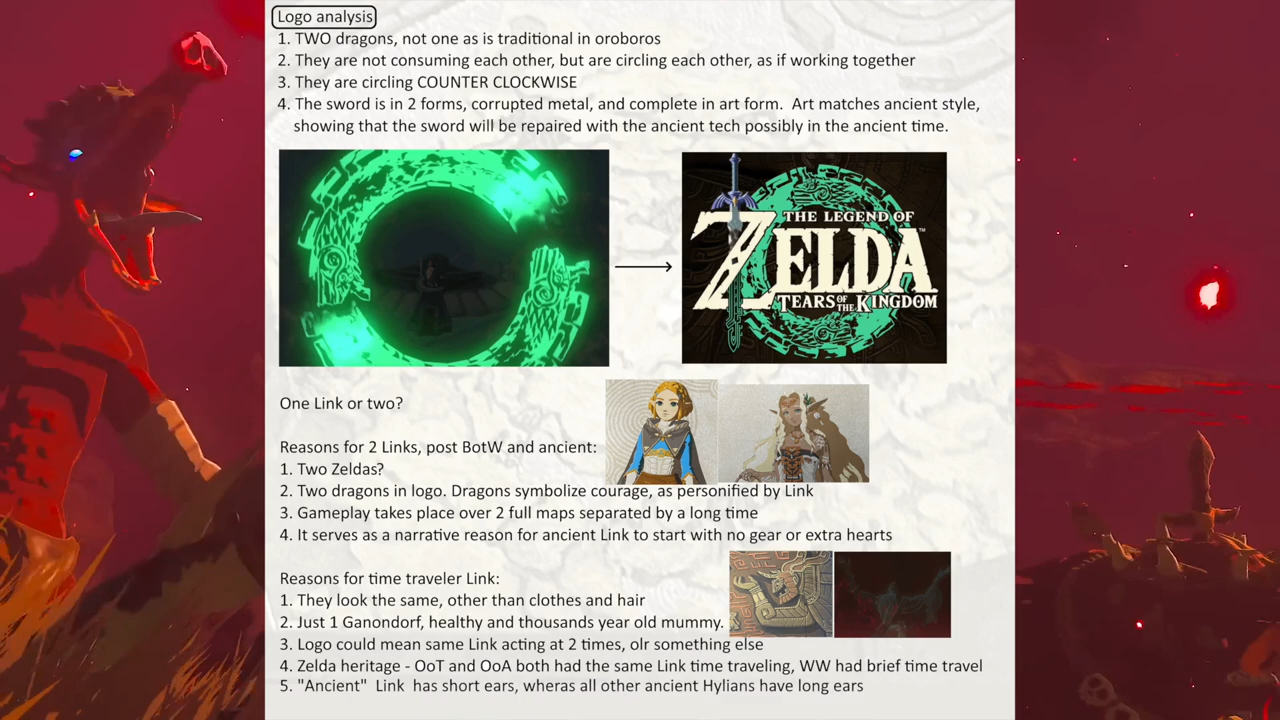 Logo analysis
1. TWO dragons, not one as is traditional in oroboros
2. They are not consuming each other, but are circling each other, as if working together
3. They are circling COUNTER CLOCKWISE
4. The sword is in 2 forms, corrupted metal, and complete in art form.  Art matches ancient style,
showing that the sword will be repaired with the ancient tech possibly in the ancient time.
THE LEGEND OF
ZELDA™
TEARS OF THE KINGDOM
One Link or two?
Reasons for 2 Links, post BotW and ancient:
1. Two Zeldas?
2. Two dragons in logo. Dragons symbolize courage, as personified by Link
3. Gameplay takes place over 2 full maps separated by a long time
4. It serves as a narrative reason for ancient Link to start with no gear or extra hearts
Reasons for time traveler Link:
1. They look the same, other than clothes and hair
2. Just 1 Ganondorf, healthy and thousands year old mummy.
3. Logo could mean same Link acting at 2 times, olr something else
4. Zelda heritage - OoT and OoA both had the same Link time traveling, WW had brief time travel
5. "Ancient"  Link has short ears, wheras all other ancient Hylians have long ears